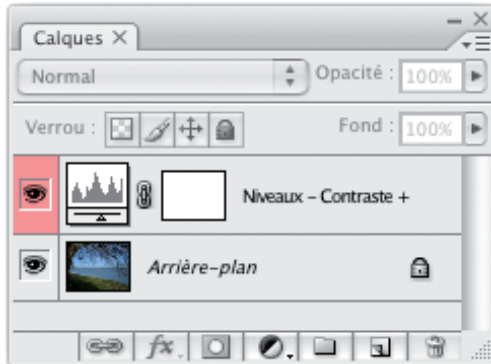 Calques
Normal Opacité : 100%
Verrou : Fond : 100%
Niveaux – Contraste +
Arrière-plan
fx.